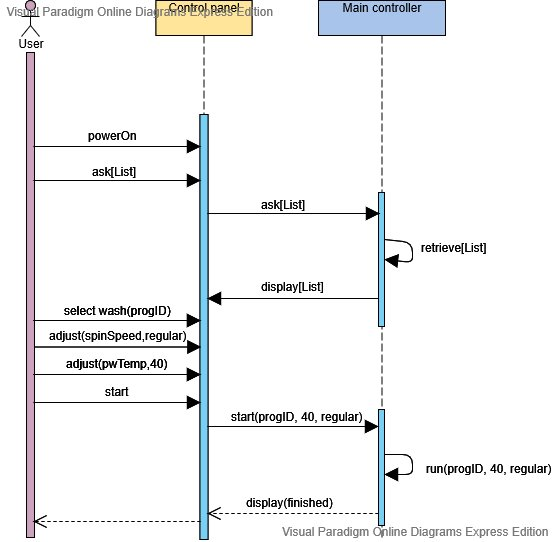 Visual Paradigm Online Diagrams Express Edition
Control panel
Main controller
User
powerOn
ask[List]
ask[List]
retrieve[List]
display[List]
select wash(progID)
adjust(spinSpeed,regular)
adjust(pwTemp,40)
start
start(progID, 40, regular)
run(progID, 40, regular)
display(finished)
Visual Paradigm Online Diagrams Express Edition